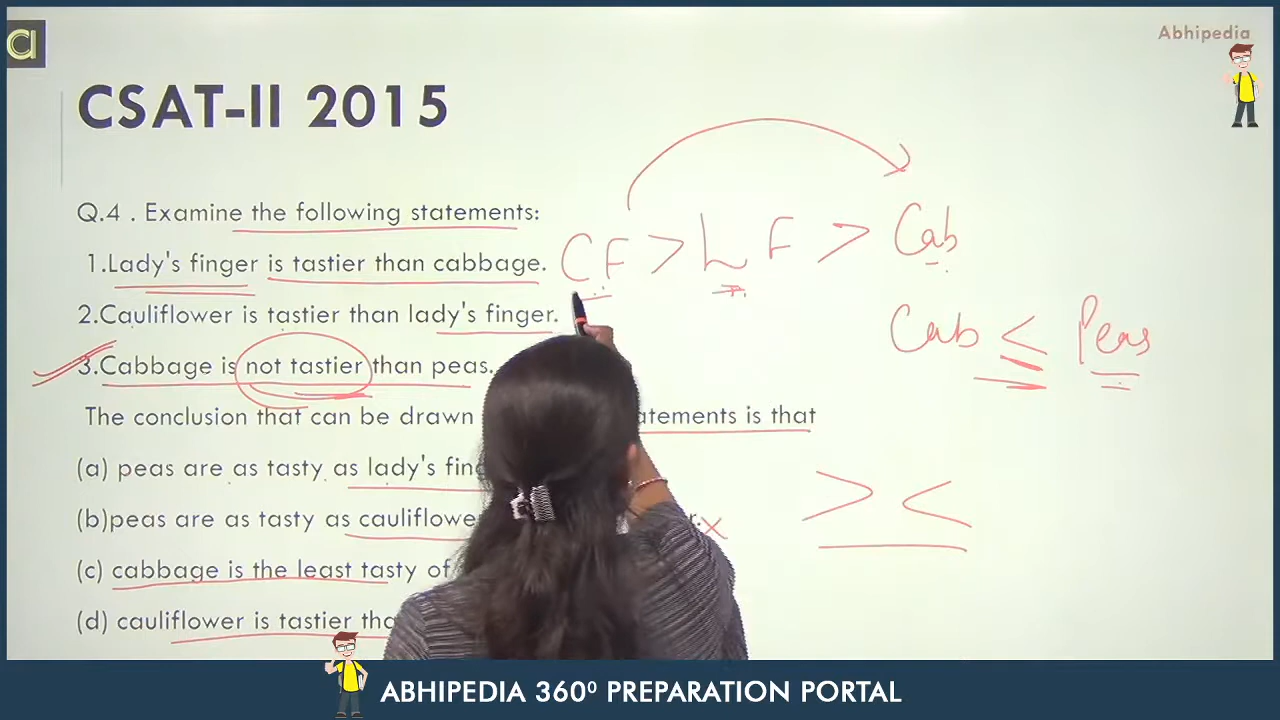 a
Abhipedia
CSAT-II 2015
Q.4 . Examine the following statements:
1.Lady's finger is tastier than cabbage.
CF > LF > Cab
2.Cauliflower is tastier than lady's finger.
Cab ≤ Peas
3.Cabbage is not tastier than peas.
The conclusion that can be drawn atements is that
(a) peas are as tasty as lady's fin
> <
(b)peas are as tasty as cauliflowe r. x
(c) cabbage is the least tasty of
(d) cauliflower is tastier tha
ABHIPEDIA 360⁰ PREPARATION PORTAL